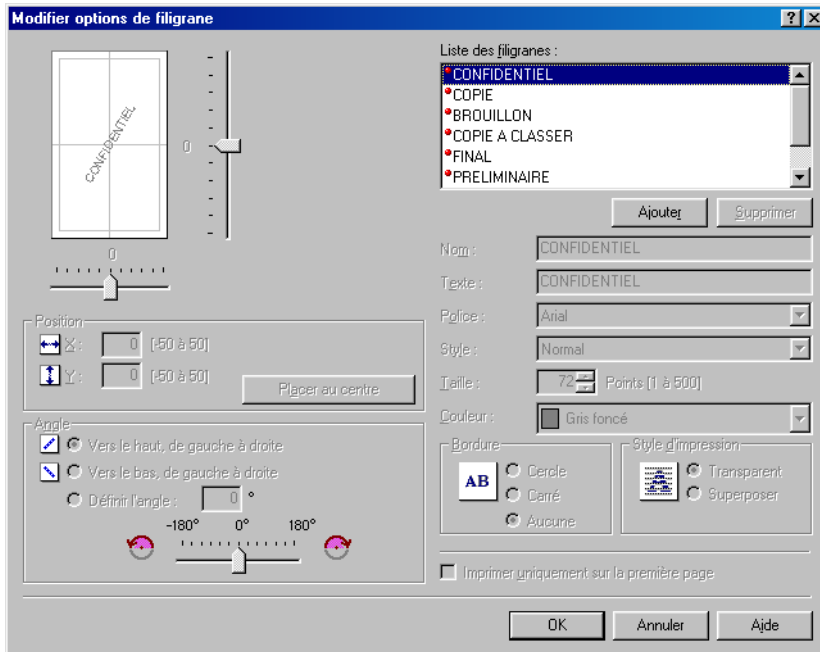 Modifier options de filigrane
CONFIDENTIEL
0
0
Position
X : 0 [-50 à 50]
Y : 0 [-50 à 50]
Placer au centre
Angle
Vers le haut, de gauche à droite
Vers le bas, de gauche à droite
Définir l'angle : 0 °
-180° 0° 180°
Liste des filigranes :
CONFIDENTIEL
COPIE
BROUILLON
COPIE A CLASSER
FINAL
PRELIMINAIRE
Ajouter Supprimer
Nom : CONFIDENTIEL
Texte : CONFIDENTIEL
Police : Arial
Style : Normal
Taille : 72 Points [1 à 500]
Couleur : Gris foncé
Bordure
AB
Cercle
Carré
Aucune
Style d'impression
Transparent
Superposer
Imprimer uniquement sur la première page
OK Annuler Aide